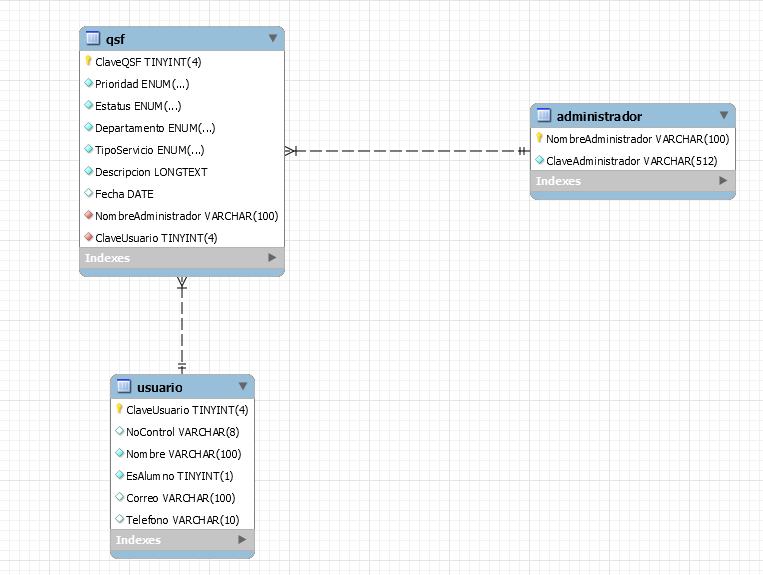 qsf
ClaveQSF TINYINT(4)
Prioridad ENUM(...)
Estatus ENUM(...)
Departamento ENUM(...)
TipoServicio ENUM(...)
Descripcion LONGTEXT
Fecha DATE
NombreAdministrador VARCHAR(100)
ClaveUsuario TINYINT(4)
Indexes
administrador
NombreAdministrador VARCHAR(100)
ClaveAdministrador VARCHAR(512)
Indexes
usuario
ClaveUsuario TINYINT(4)
NoControl VARCHAR(8)
Nombre VARCHAR(100)
EsAlumno TINYINT(1)
Correo VARCHAR(100)
Telefono VARCHAR(10)
Indexes